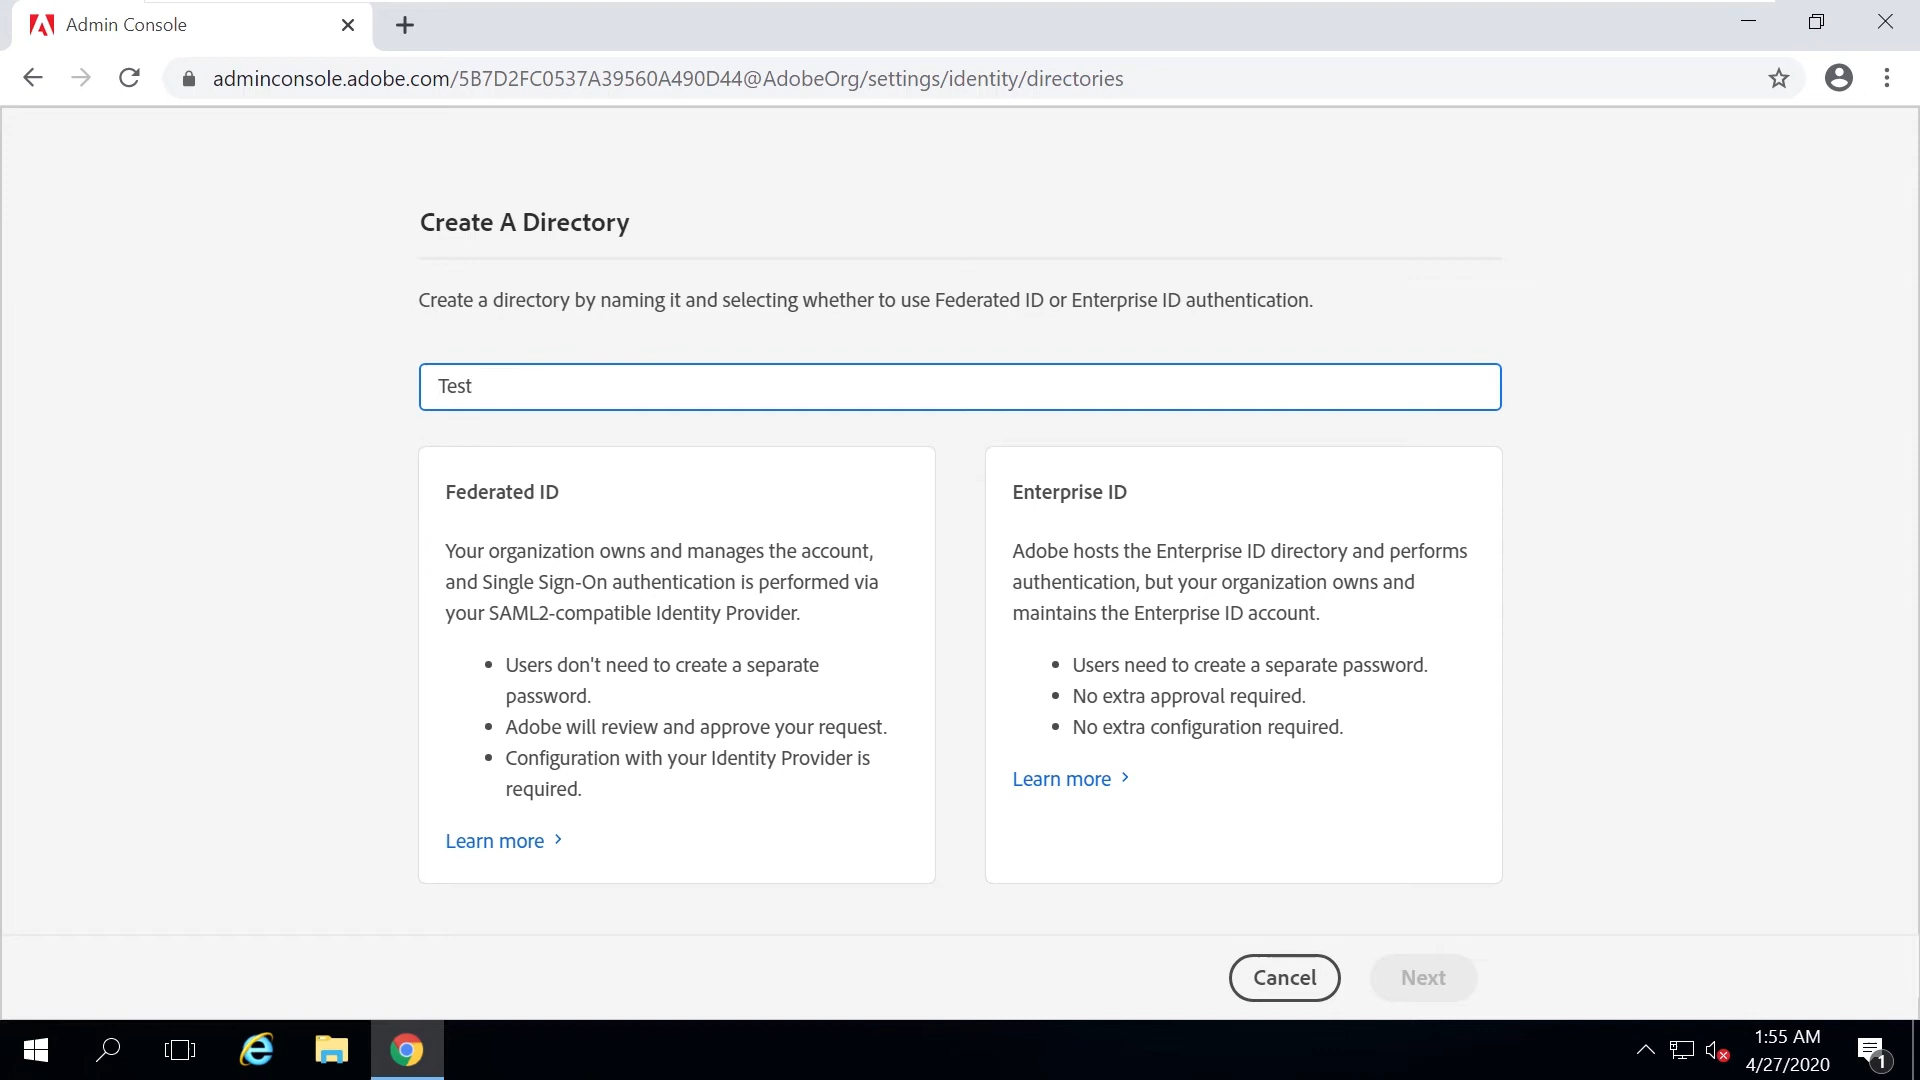 Admin Console
adminconsole.adobe.com/5B7D2FC0537A39560A490D44@AdobeOrg/settings/identity/directories
Create A Directory
Create a directory by naming it and selecting whether to use Federated ID or Enterprise ID authentication.
Test
Federated ID
Your organization owns and manages the account,
and Single Sign-On authentication is performed via
your SAML2-compatible Identity Provider.
• Users don't need to create a separate
password.
• Adobe will review and approve your request.
• Configuration with your Identity Provider is
required.
Learn more
Enterprise ID
Adobe hosts the Enterprise ID directory and performs
authentication, but your organization owns and
maintains the Enterprise ID account.
• Users need to create a separate password.
• No extra approval required.
• No extra configuration required.
Learn more
Cancel
Next
1:55 AM
4/27/2020
1